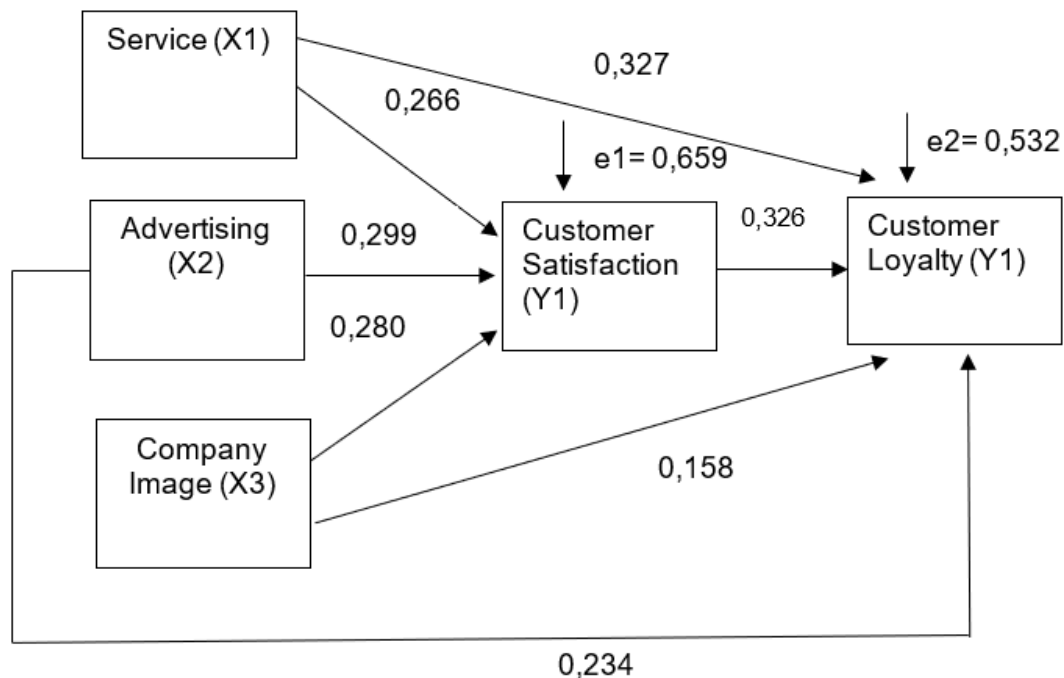 Service (X1)
0,327
0,266
e1= 0,659
e2= 0,532
Advertising
(X2)
0,299
0,280
Customer
Satisfaction
(Y1)
0,326
Customer
Loyalty (Y1)
Company
Image (X3)
0,158
0,234